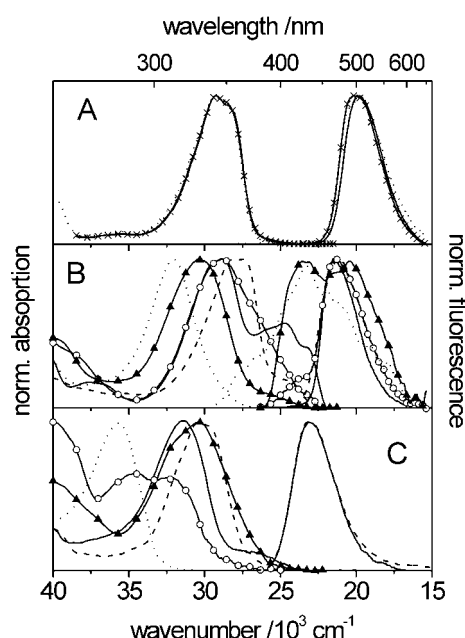 wavelength /nm
300 400 500 600
A
B
C
norm. absoprtion
norm. fluorescence
40 35 30 25 20 15
wavenumber /10³ cm⁻¹